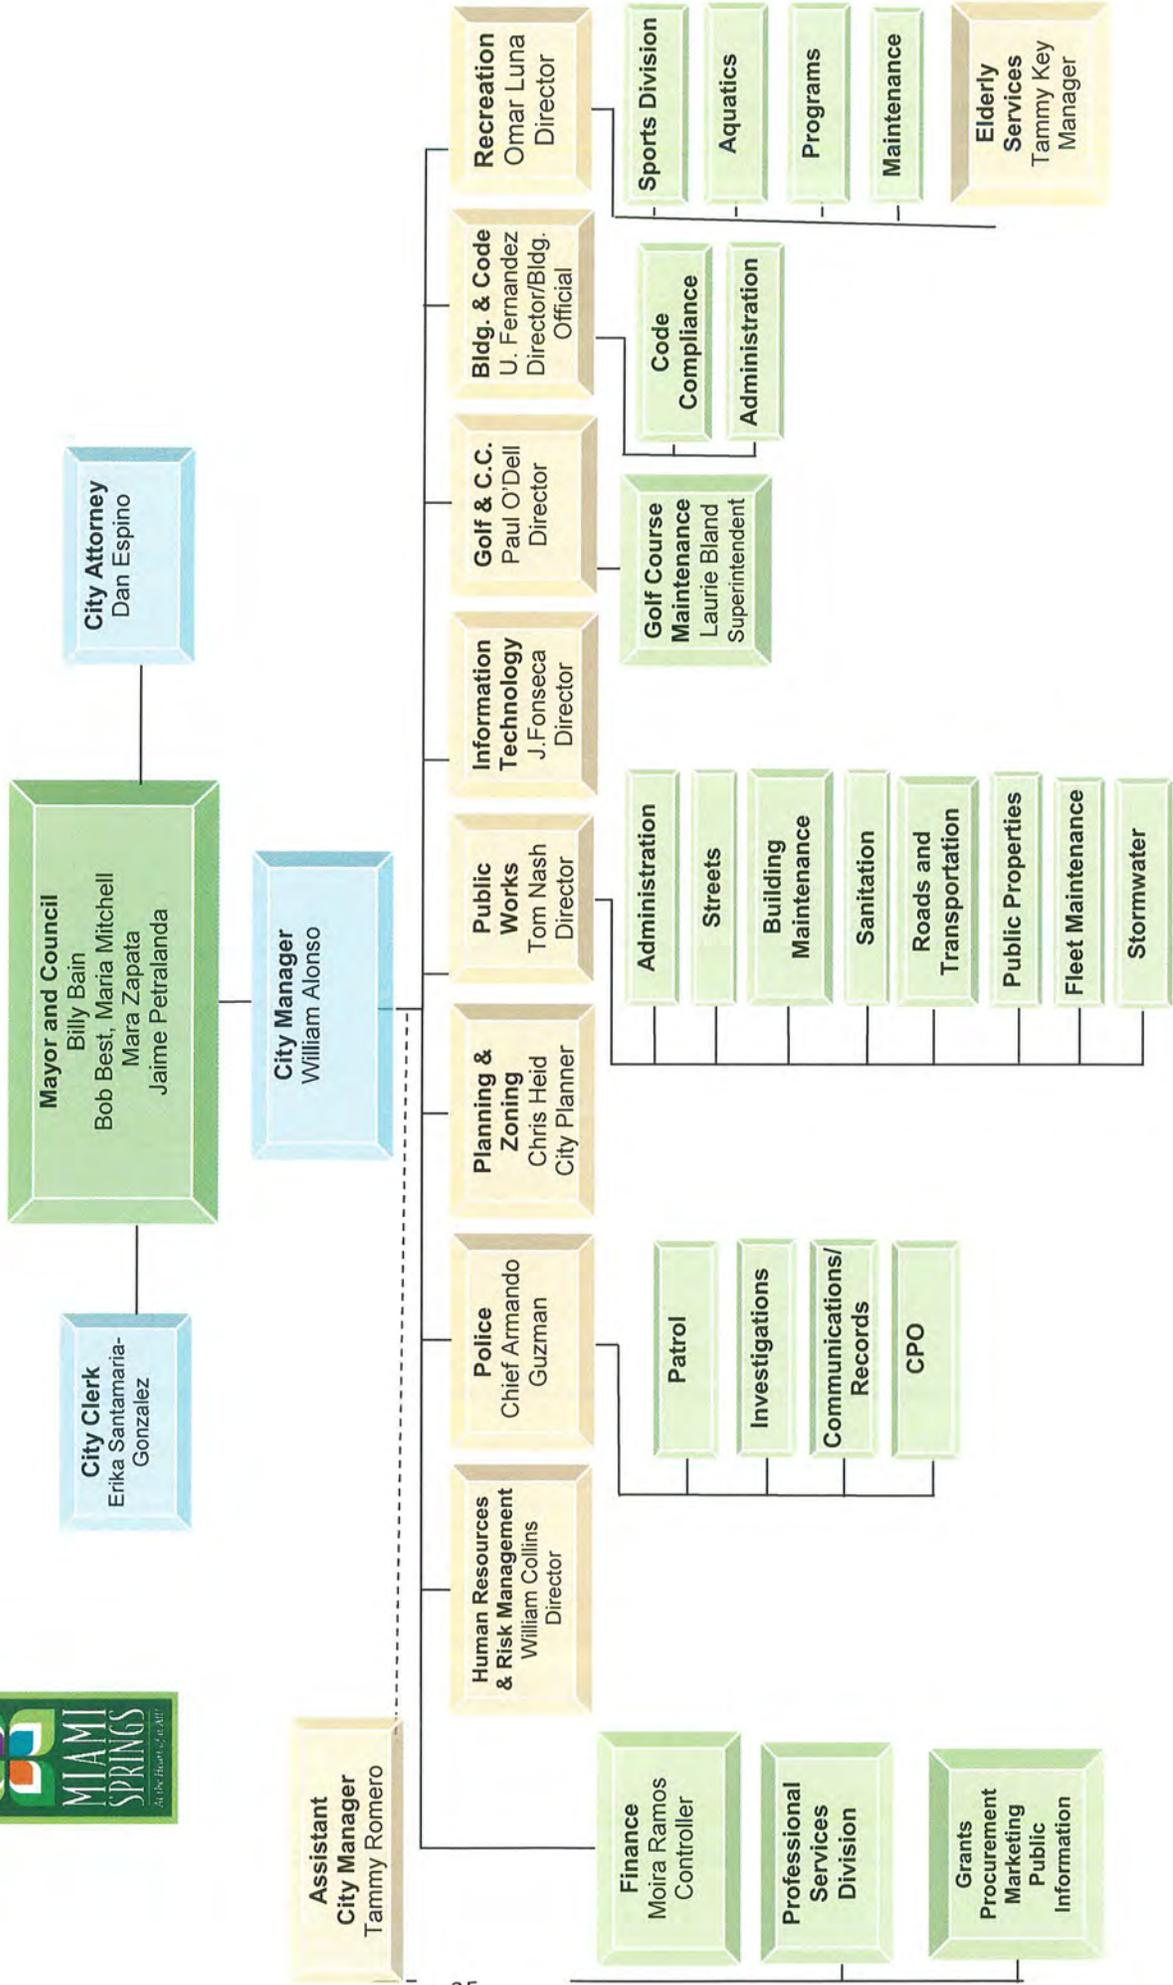 MIAMI
SPRINGS
Mayor and Council
Billy Bain
Bob Best, Maria Mitchell
Mara Zapata
Jaime Petralanda
City Clerk
Erika Santamaria-
Gonzalez
City Attorney
Dan Espino
City Manager
William Alonso
Assistant
City Manager
Tammy Romero
Human Resources
& Risk Management
William Collins
Director
Police
Chief Armando
Guzman
Planning &
Zoning
Chris Heid
City Planner
Public
Works
Tom Nash
Director
Information
Technology
J.Fonseca
Director
Golf & C.C.
Paul O'Dell
Director
Bldg. & Code
U. Fernandez
Director/Bldg.
Official
Recreation
Omar Luna
Director
Finance
Moira Ramos
Controller
Professional
Services
Division
Grants
Procurement
Marketing
Public
Information
Patrol
Investigations
Communications/
Records
CPO
Administration
Streets
Building
Maintenance
Sanitation
Roads and
Transportation
Public Properties
Fleet Maintenance
Stormwater
Golf Course
Maintenance
Laurie Bland
Superintendent
Code
Compliance
Administration
Sports Division
Aquatics
Programs
Maintenance
Elderly
Services
Tammy Key
Manager